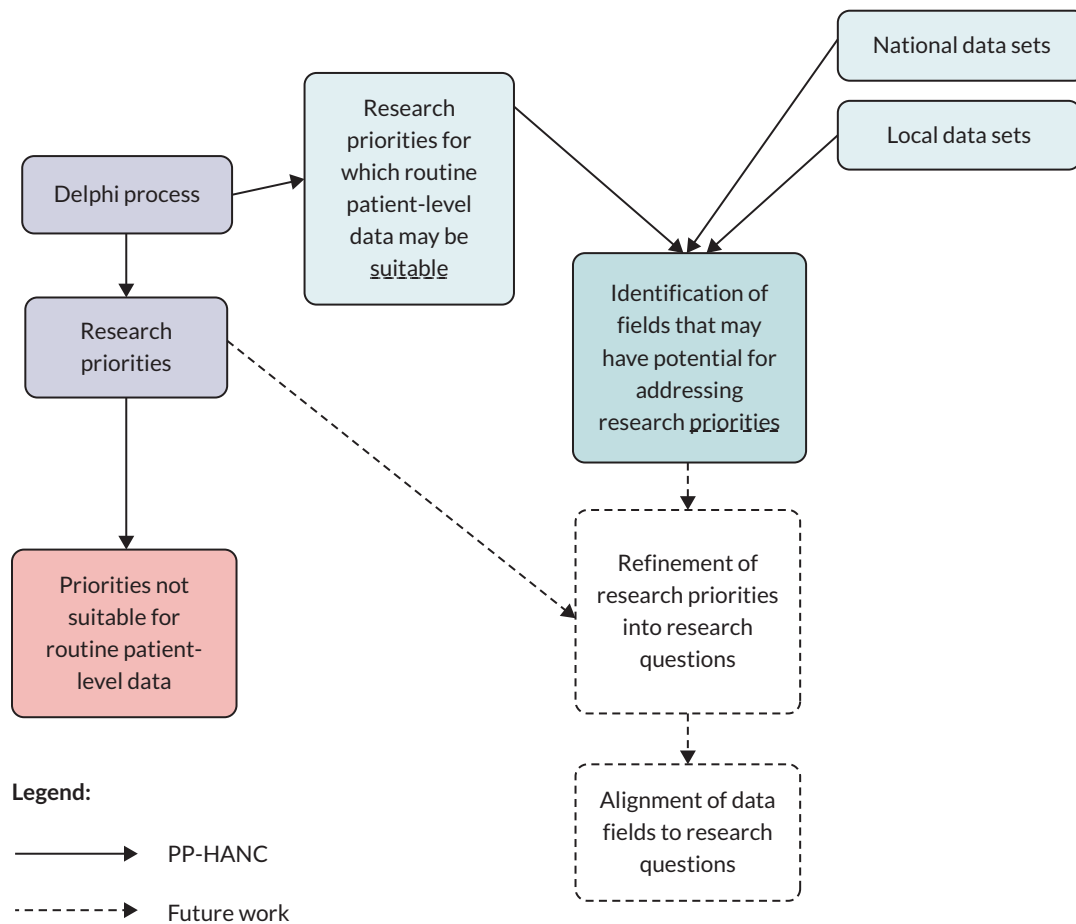 National data sets
Local data sets
Research
priorities for
which routine
patient-level
data may be
suitable
Delphi process
Research
priorities
Identification of
fields that may
have potential for
addressing
research priorities
Priorities not
suitable for
routine patient-
level data
Refinement of
research priorities
into research
questions
Alignment of data
fields to research
questions
Legend:
PP-HANC
Future work